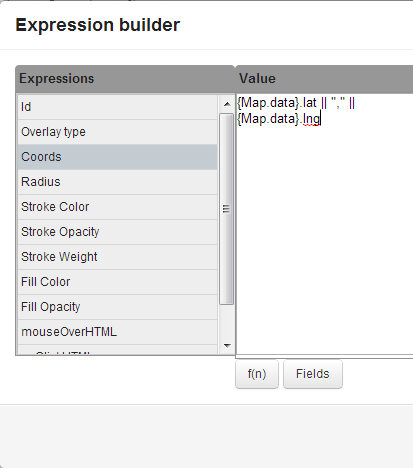 Expression builder
Expressions
Value
Id
Overlay type
Coords
Radius
Stroke Color
Stroke Opacity
Stroke Weight
Fill Color
Fill Opacity
mouseOverHTML
{Map.data}.lat || "," ||
{Map.data}.lng
f(n)
Fields